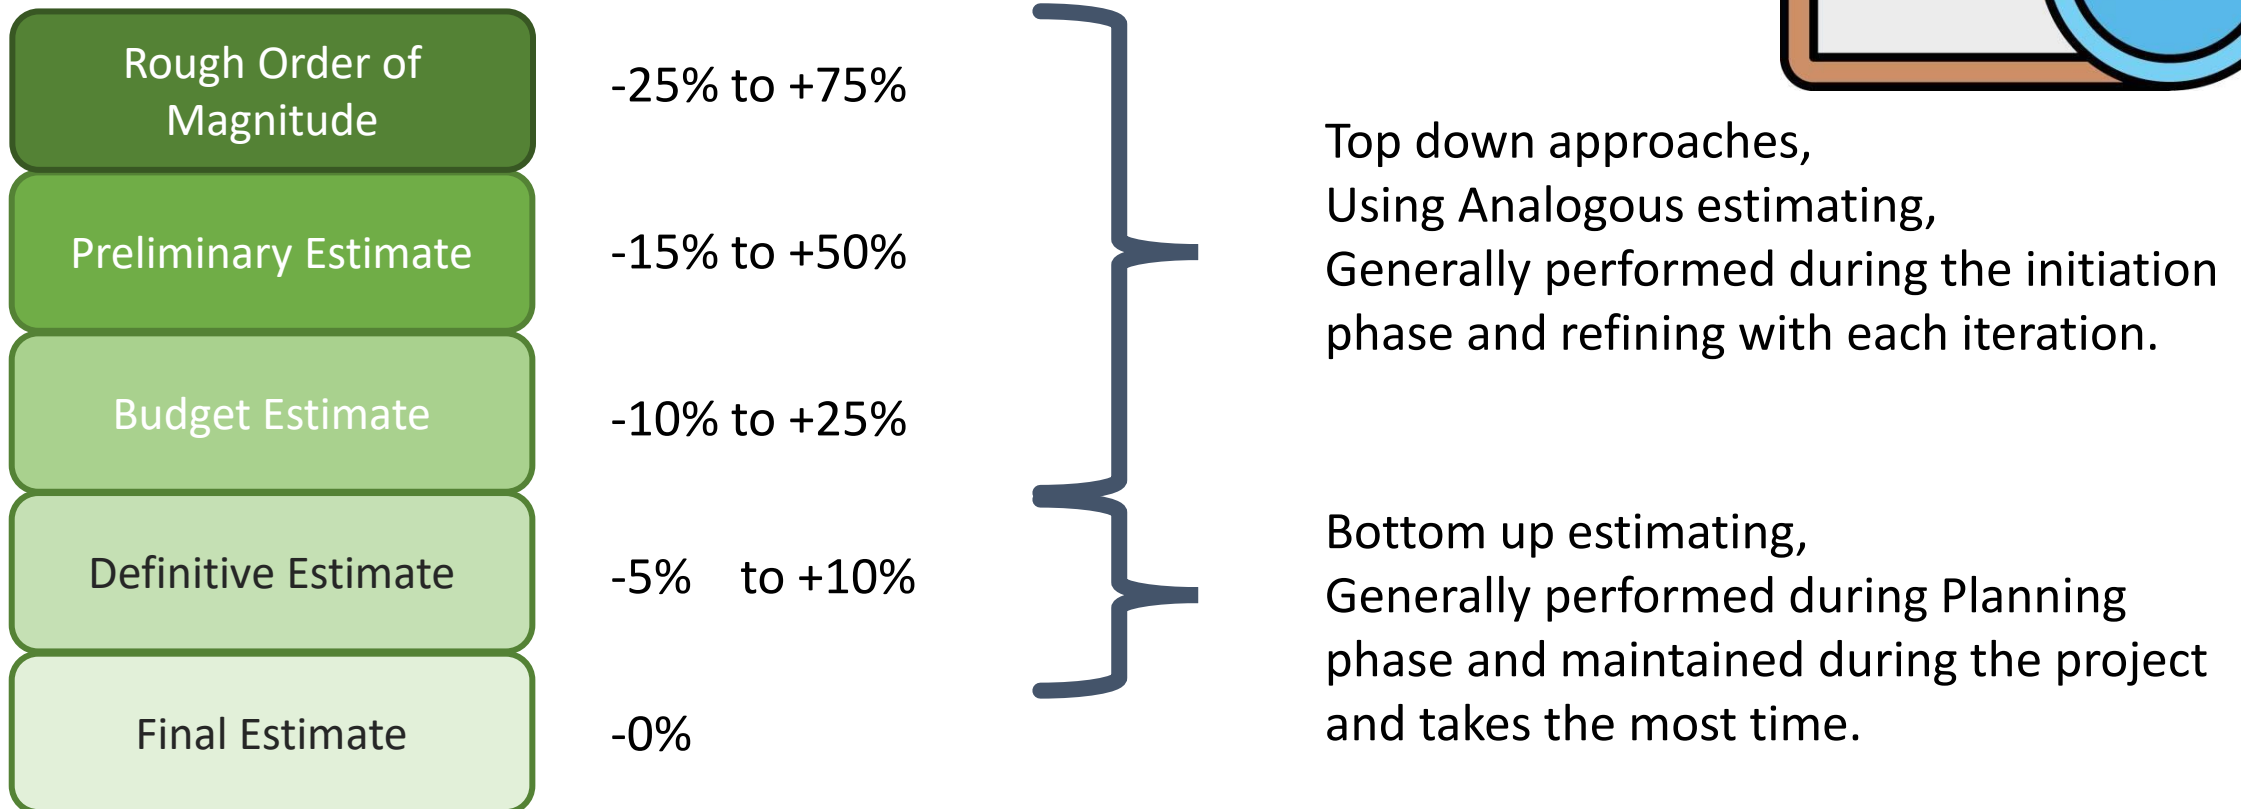 Rough Order of
Magnitude
-25% to +75%
Preliminary Estimate
-15% to +50%
Budget Estimate
-10% to +25%
Top down approaches,
Using Analogous estimating,
Generally performed during the initiation
phase and refining with each iteration.
Definitive Estimate
-5% to +10%
Final Estimate
-0%
Bottom up estimating,
Generally performed during Planning
phase and maintained during the project
and takes the most time.